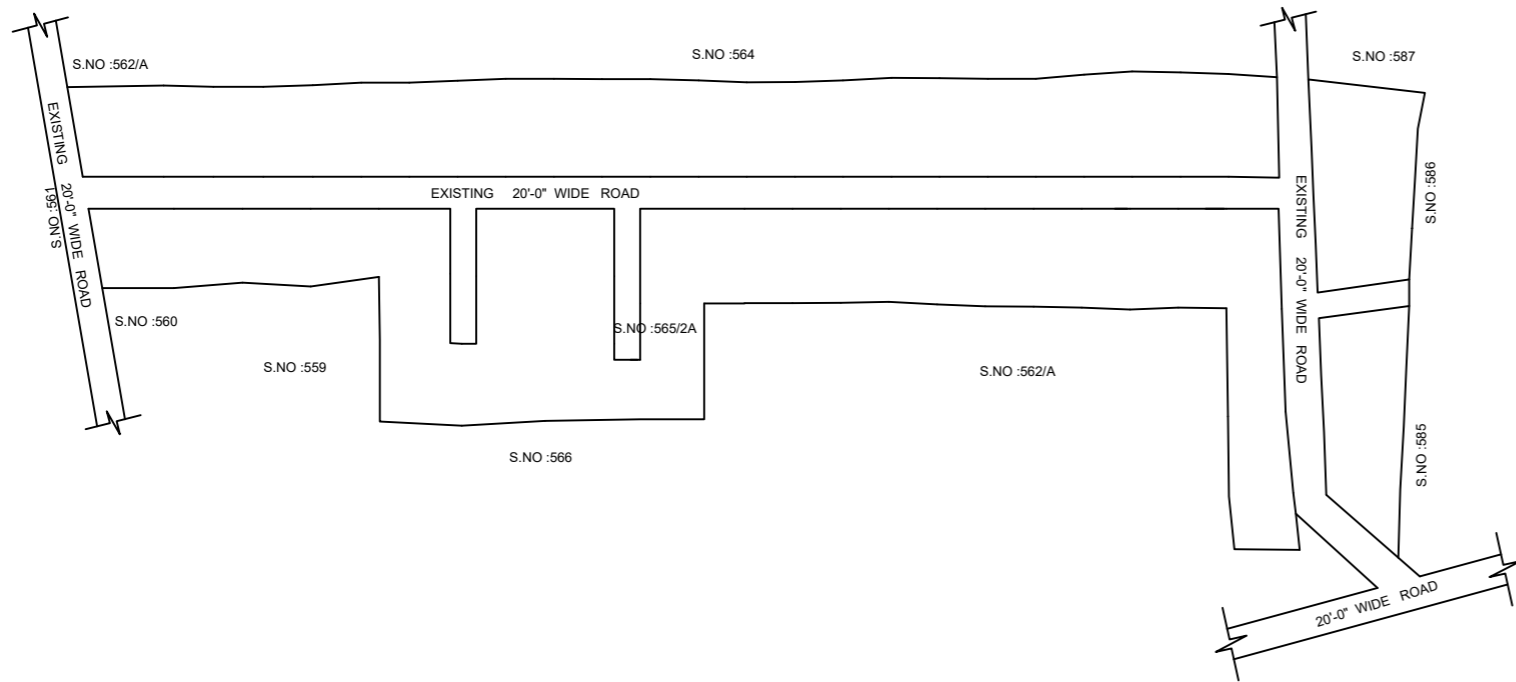 S.NO :562/A
S.NO :564
S.NO :587
EXISTING 20'-0" WIDE ROAD
S.NO :561
EXISTING 20'-0" WIDE ROAD
EXISTING 20'-0" WIDE ROAD
S.NO :586
S.NO :560
S.NO :565/2A
S.NO :559
S.NO :562/A
S.NO :566
S.NO :585
20'-0" WIDE ROAD